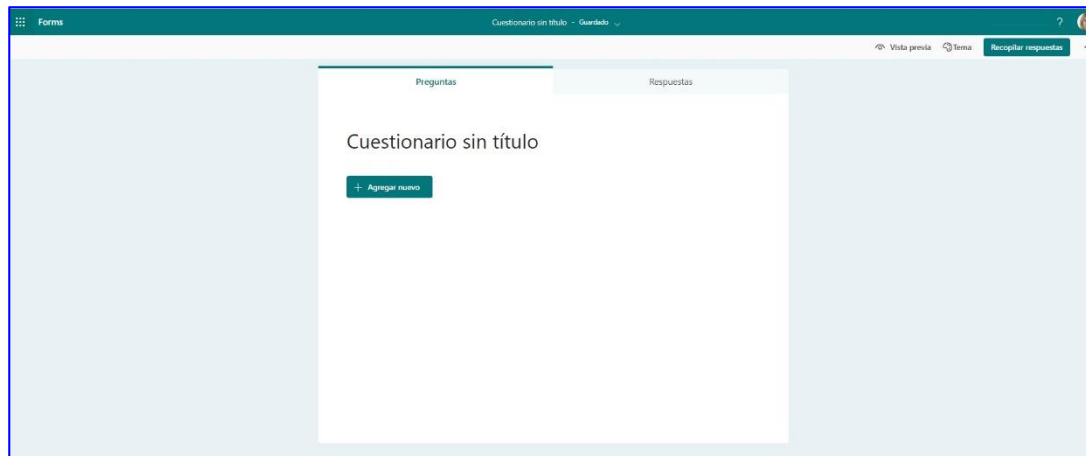 Forms
Cuestionario sin título - Guardado
?
Vista previa
Tema
Recopilar respuestas
Preguntas
Respuestas
Cuestionario sin título
+ Agregar nuevo